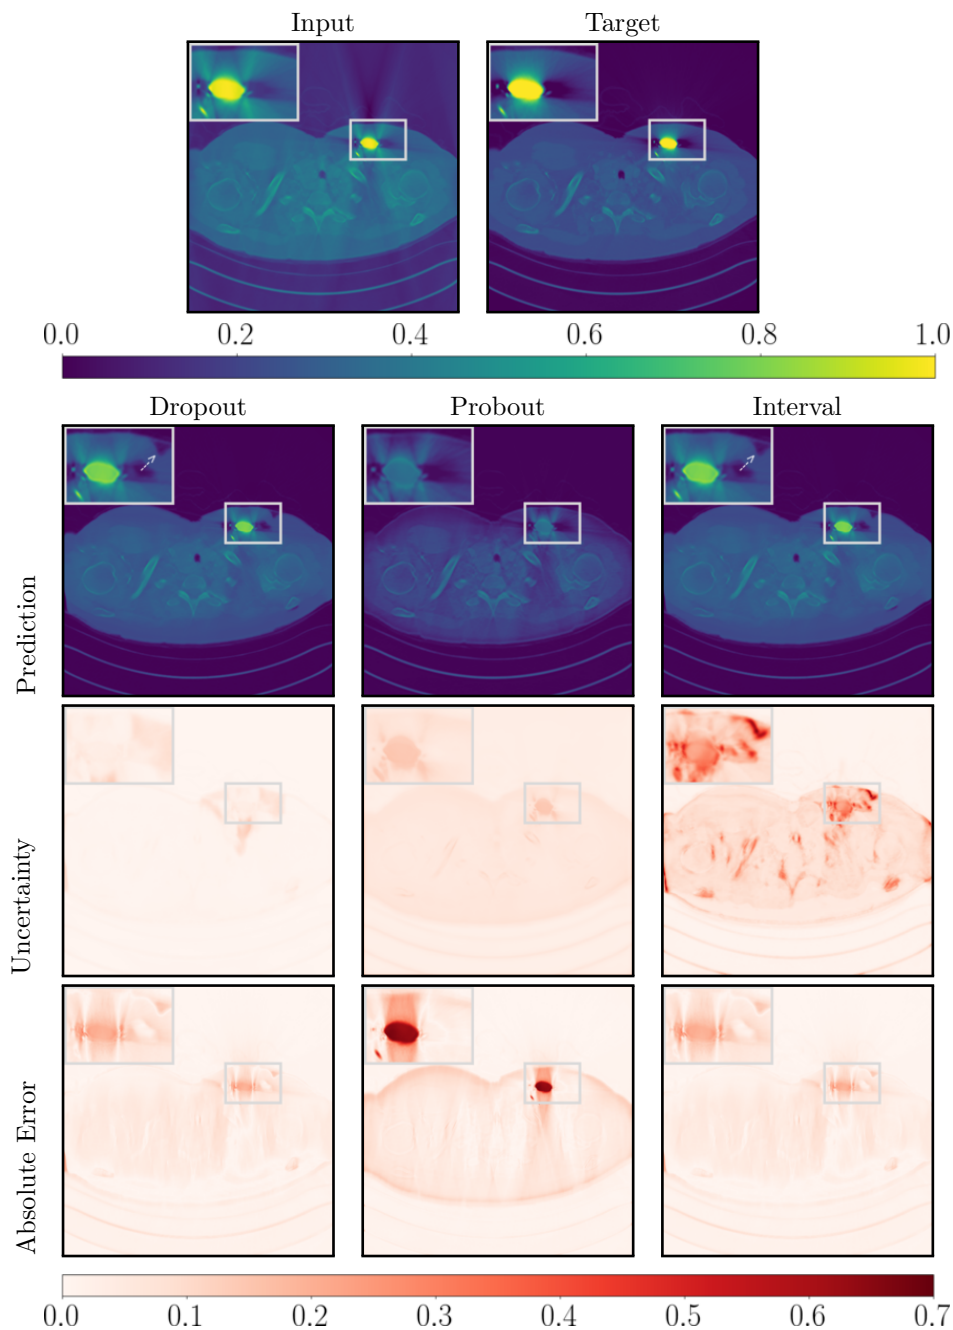 Input Target
0.0 0.2 0.4 0.6 0.8 1.0
Dropout Probout Interval
Prediction
Uncertainty
Absolute Error
0.0 0.1 0.2 0.3 0.4 0.5 0.6 0.7